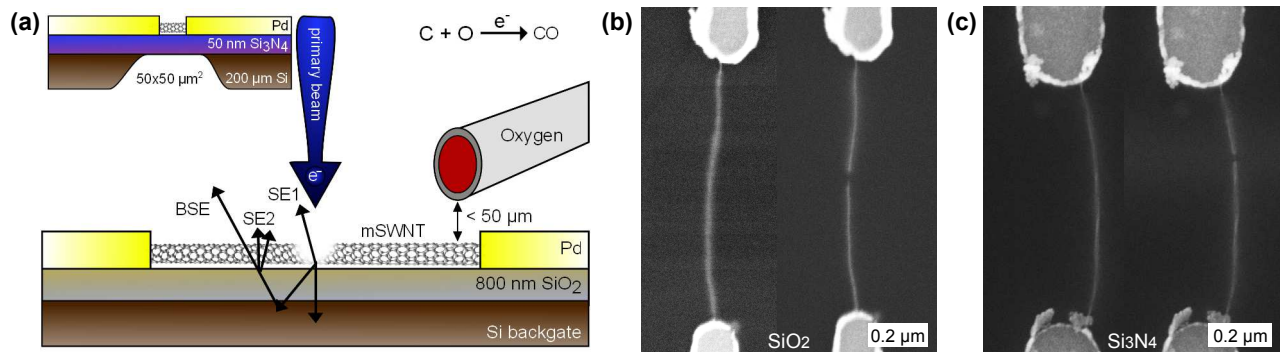 (a)
Pd
50 nm Si₃N₄
50x50 µm²
200 µm Si
primary beam
e⁻
C + O e⁻ CO
Oxygen
BSE
SE2
SE1
< 50 µm
mSWNT
Pd
800 nm SiO₂
Si backgate
(b)
SiO₂
0.2 µm
(c)
Si₃N₄
0.2 µm